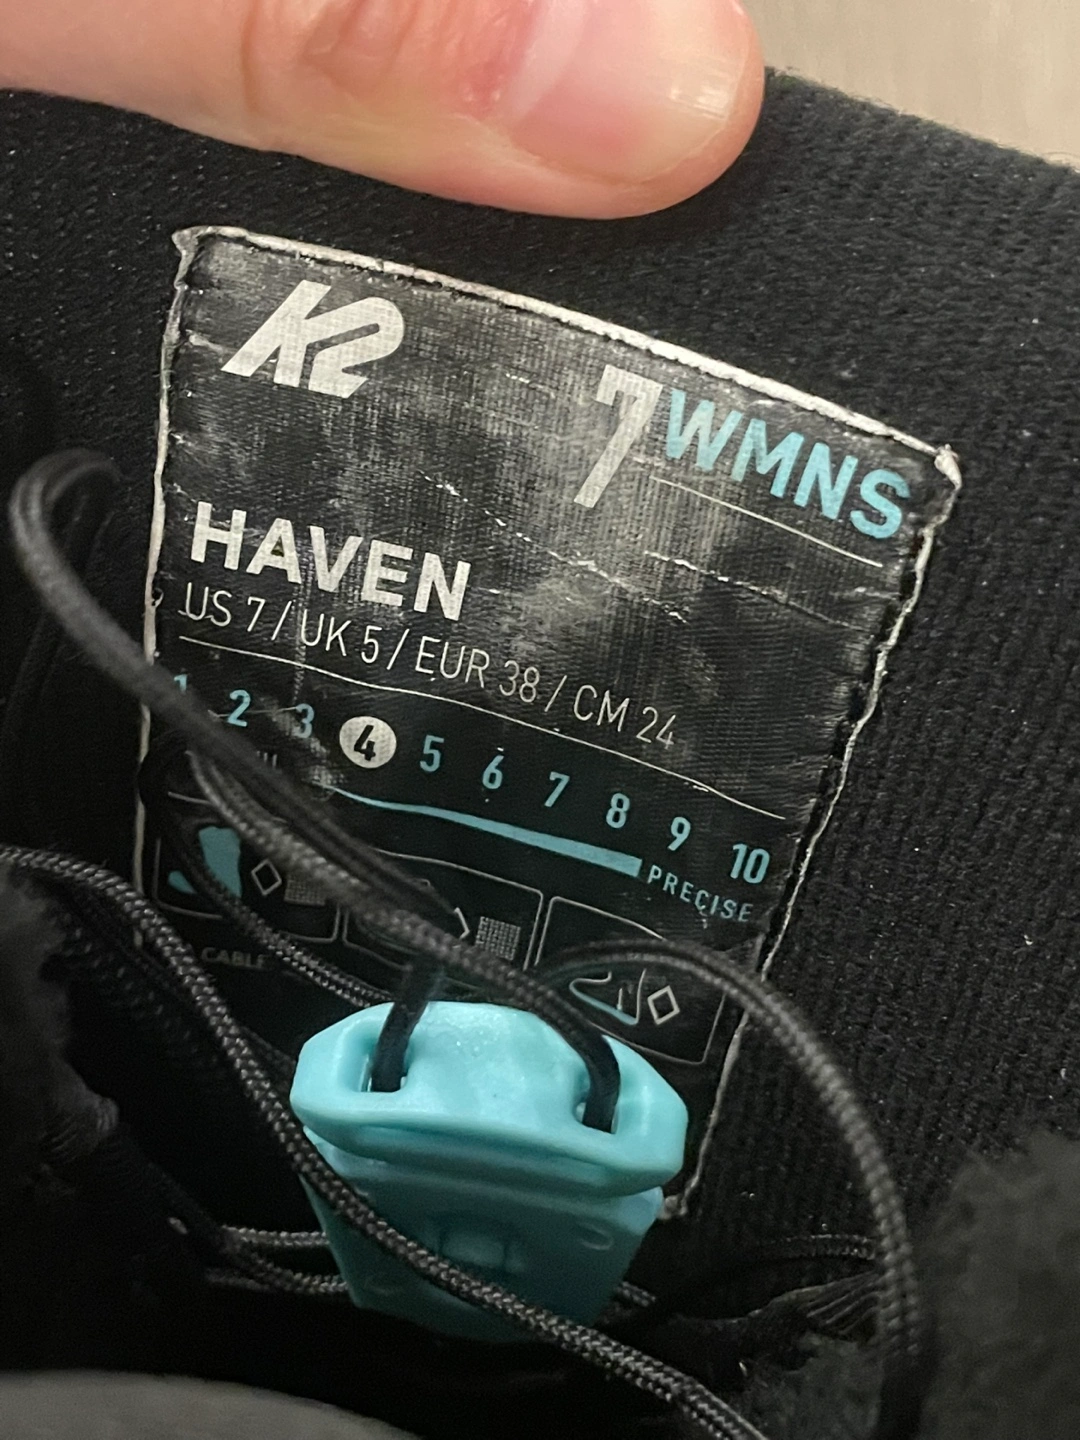 K2
7 WMNS
HAVEN
US 7 / UK 5 / EUR 38 / CM 24
1 2 3 4 5 6 7 8 9 10
PRECISE
CABLE